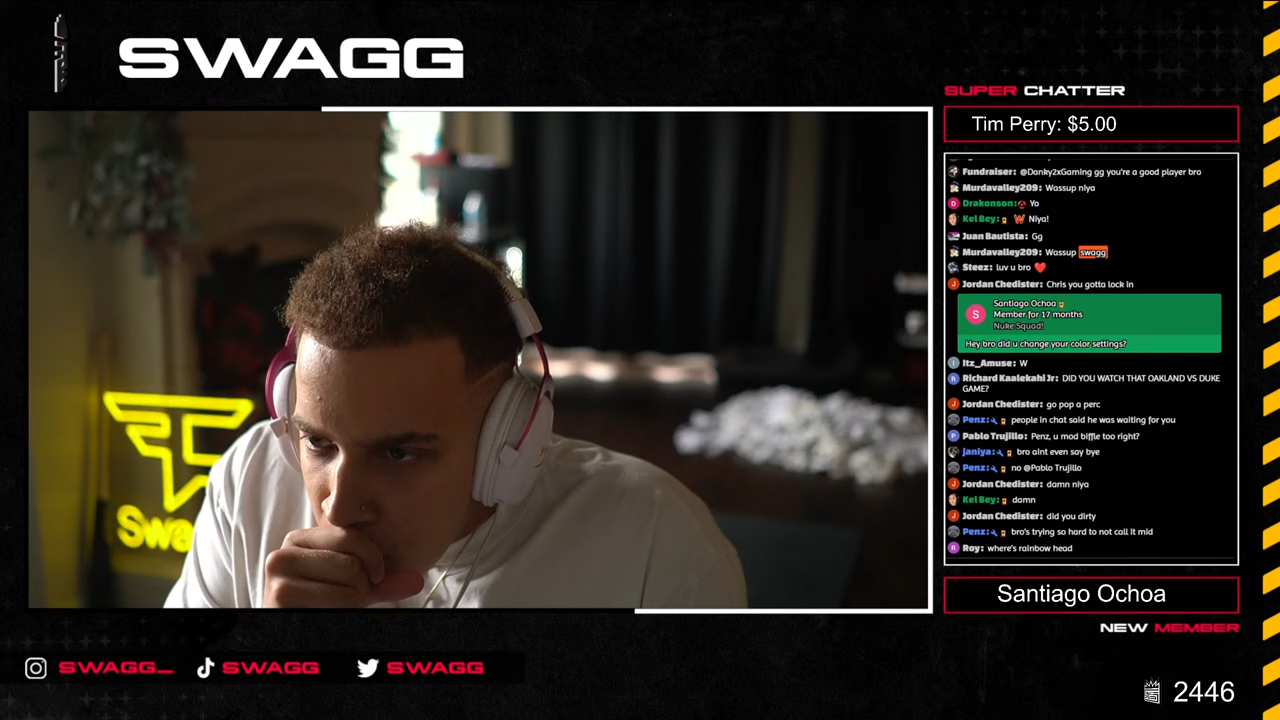 SWAGG
SUPER CHATTER
Tim Perry: $5.00
Fundraiser: @Danky2xGaming gg you're a good player bro
Murdavalley209: Wassup niya
D Drakonson: Yo
Kel Bey: W Niya!
Juan Bautista: Gg
Murdavalley209: Wassup swagg
Steez: luv u bro ❤️
J Jordan Chedister: Chris you gotta lock in
S
Santiago Ochoa
Member for 17 months
Nuke Squad!
Hey bro did u change your color settings?
I Itz_Amuse: W
R Richard Kaalekahi Jr: DID YOU WATCH THAT OAKLAND VS DUKE
GAME?
J Jordan Chedister: go pop a perc
Penz: people in chat said he was waiting for you
P Pablo Trujillo: Penz, u mod biffle too right?
Janiya: bro aint even say bye
Penz: no @Pablo Trujillo
J Jordan Chedister: damn niya
Kel Bey: damn
J Jordan Chedister: did you dirty
Penz: bro's trying so hard to not call it mid
R Roy: where's rainbow head
Swa
Santiago Ochoa
NEW MEMBER
SWAGG_
SWAGG
SWAGG
2446